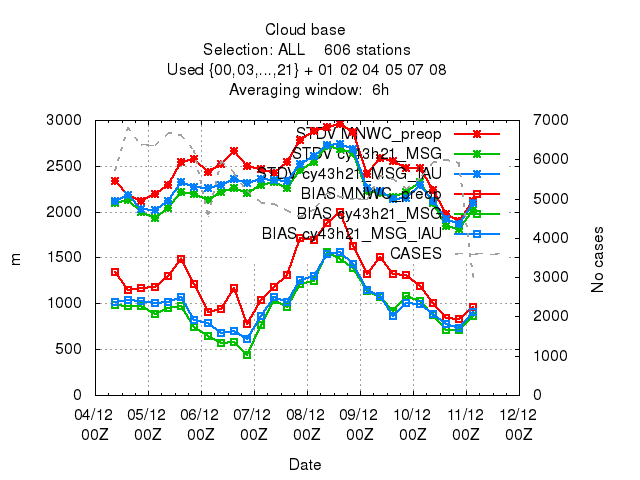 Cloud base
Selection: ALL    606 stations
Used {00,03,...,21} + 01 02 04 05 07 08
Averaging window:  6h
3000
2500
2000
1500
1000
500
0
7000
6000
5000
4000
3000
2000
1000
0
m
No cases
STDV MNWC_preop
STDV cy43h21_MSG
STDV cy43h21_MSG_IAU
BIAS MNWC_preop
BIAS cy43h21_MSG
BIAS cy43h21_MSG_IAU
CASES
04/12 05/12 06/12 07/12 08/12 09/12 10/12 11/12 12/12
00Z 00Z 00Z 00Z 00Z 00Z 00Z 00Z 00Z
Date